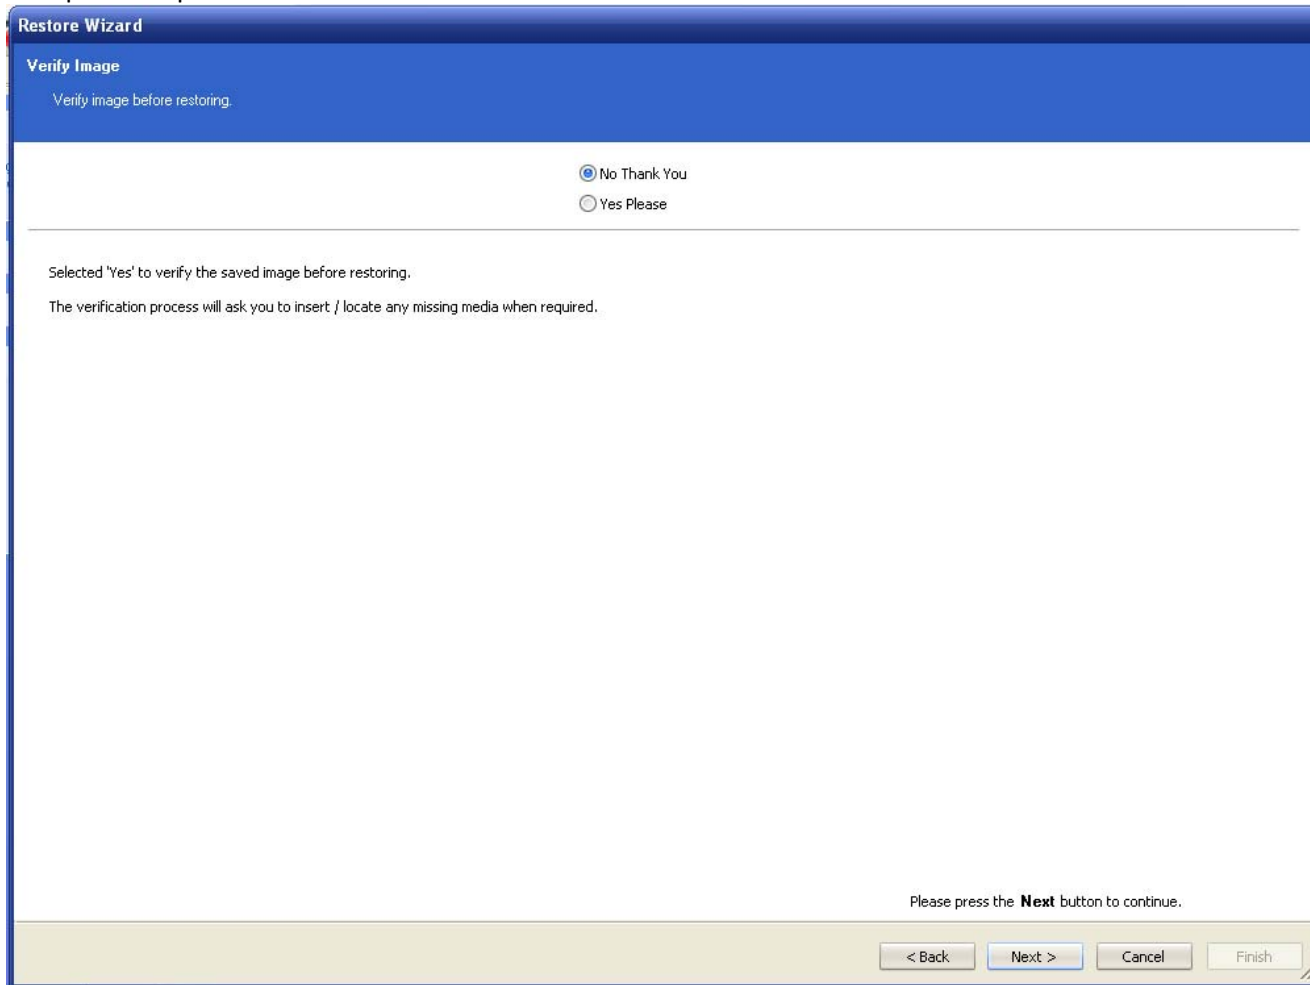 Restore Wizard
Verify Image
Verify image before restoring.
No Thank You
Yes Please
Selected 'Yes' to verify the saved image before restoring.
The verification process will ask you to insert / locate any missing media when required.
Please press the Next button to continue.
< Back Next > Cancel Finish